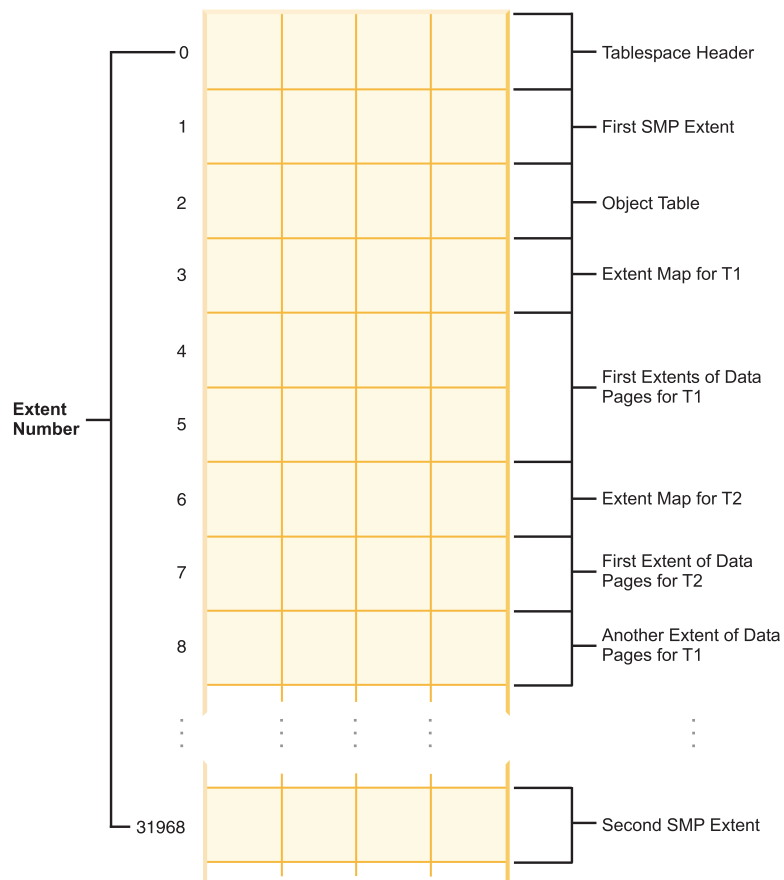 0
Tablespace Header
1
First SMP Extent
2
Object Table
3
Extent Map for T1
4
First Extents of Data
Pages for T1
Extent
Number
5
6
Extent Map for T2
7
First Extent of Data
Pages for T2
8
Another Extent of Data
Pages for T1
31968
Second SMP Extent